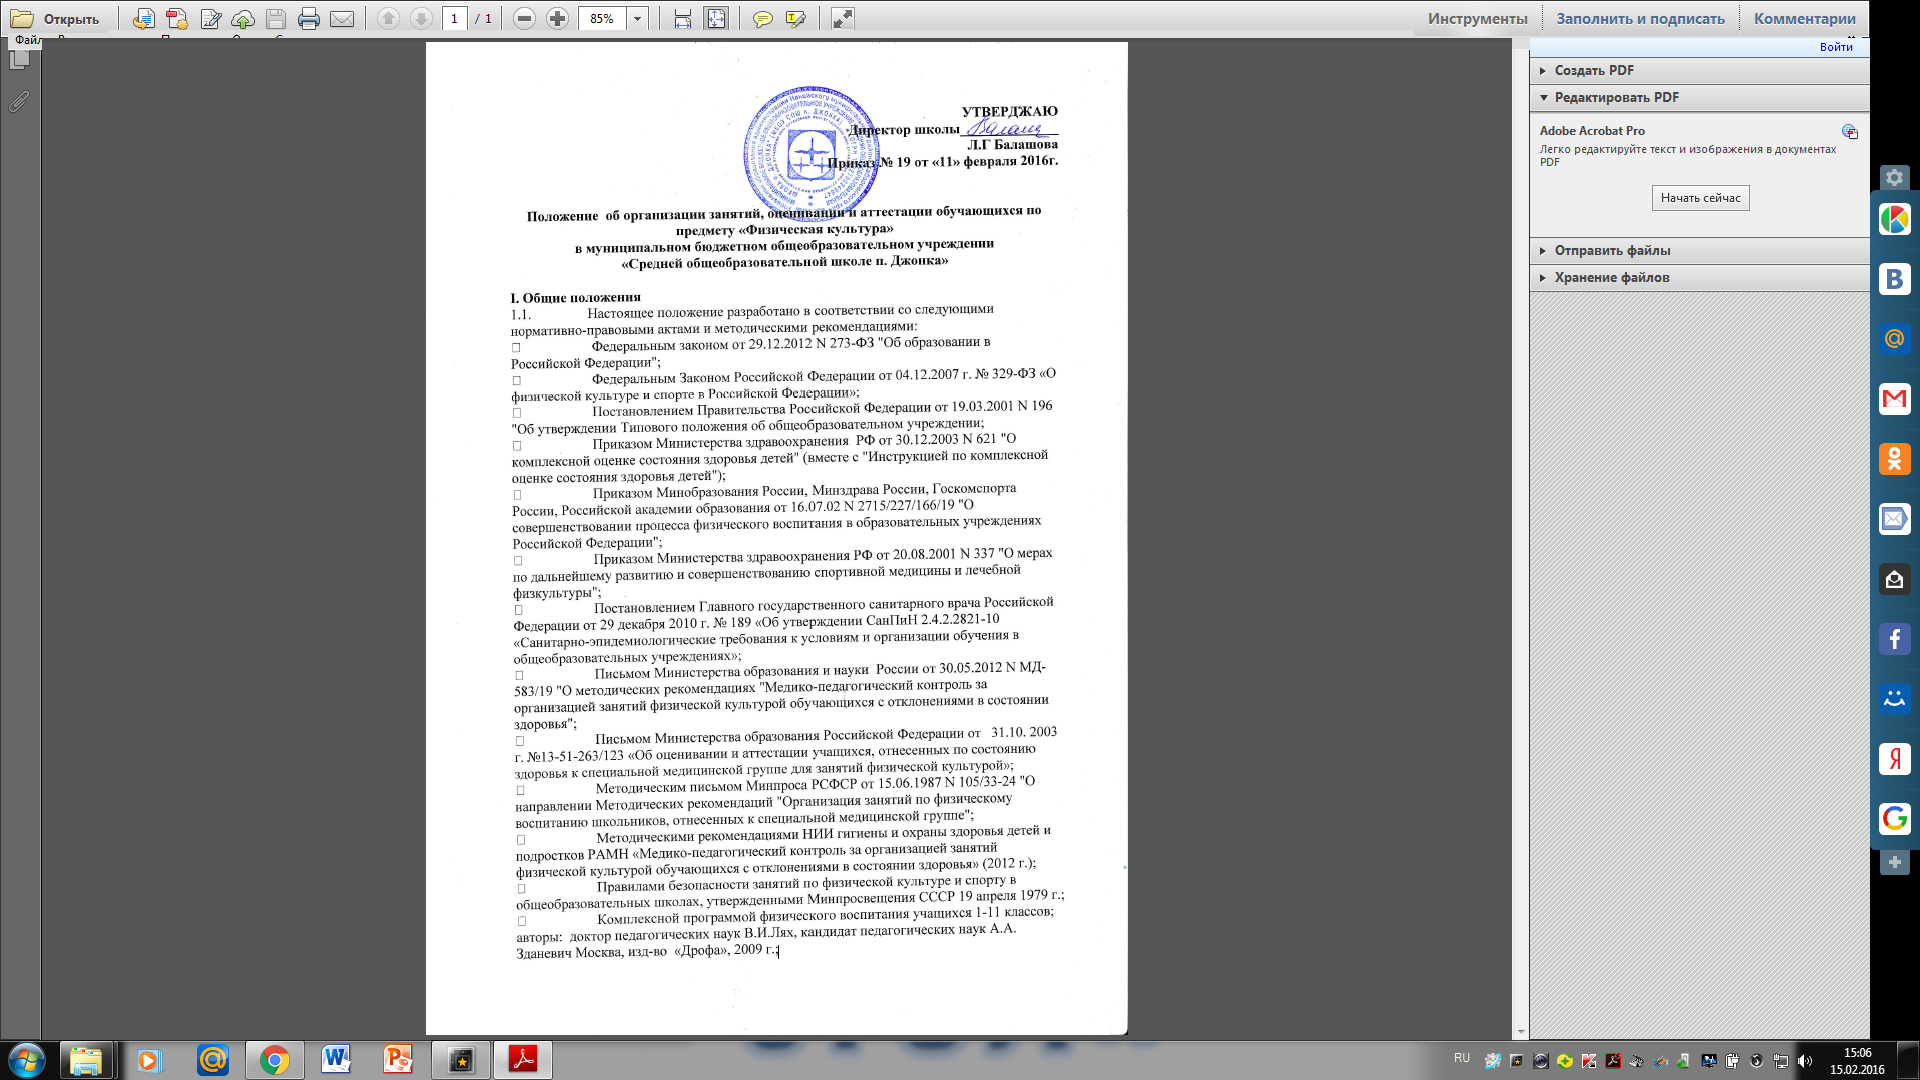 Открыть
1 / 1
85%
Инструменты
Заполнить и подписать
Комментарии
Файл
Войти
Создать PDF
Редактировать PDF
Adobe Acrobat Pro
Легко редактируйте текст и изображения в документах
PDF
Начать сейчас
Отправить файлы
Хранение файлов
УТВЕРДЖАЮ
Директор школы
Л.Г Балашова
Приказ № 19 от «11» февраля 2016г.
Положение об организации занятий, оценивании и аттестации обучающихся по
предмету «Физическая культура»
в муниципальном бюджетном общеобразовательном учреждении
«Средней общеобразовательной школе п. Джонка»
I. Общие положения
1.1. Настоящее положение разработано в соответствии со следующими
нормативно-правовыми актами и методическими рекомендациями:
Федеральным законом от 29.12.2012 N 273-ФЗ "Об образовании в
Российской Федерации";
Федеральным Законом Российской Федерации от 04.12.2007 г. № 329-ФЗ «О
физической культуре и спорте в Российской Федерации»;
Постановлением Правительства Российской Федерации от 19.03.2001 N 196
"Об утверждении Типового положения об общеобразовательном учреждении;
Приказом Министерства здравоохранения РФ от 30.12.2003 N 621 "О
комплексной оценке состояния здоровья детей" (вместе с "Инструкцией по комплексной
оценке состояния здоровья детей");
Приказом Минобразования России, Минздрава России, Госкомспорта
России, Российской академии образования от 16.07.02 N 2715/227/166/19 "О
совершенствовании процесса физического воспитания в образовательных учреждениях
Российской Федерации";
Приказом Министерства здравоохранения РФ от 20.08.2001 N 337 "О мерах
по дальнейшему развитию и совершенствованию спортивной медицины и лечебной
физкультуры";
Постановлением Главного государственного санитарного врача Российской
Федерации от 29 декабря 2010 г. № 189 «Об утверждении СанПиН 2.4.2.2821-10
«Санитарно-эпидемиологические требования к условиям и организации обучения в
общеобразовательных учреждениях»;
Письмом Министерства образования и науки России от 30.05.2012 N МД-
583/19 "О методических рекомендациях "Медико-педагогический контроль за
организацией занятий физической культурой обучающихся с отклонениями в состоянии
здоровья";
Письмом Министерства образования Российской Федерации от 31.10. 2003
г. №13-51-263/123 «Об оценивании и аттестации учащихся, отнесенных по состоянию
здоровья к специальной медицинской группе для занятий физической культурой»;
Методическим письмом Минпроса РСФСР от 15.06.1987 N 105/33-24 "О
направлении Методических рекомендаций "Организация занятий по физическому
воспитанию школьников, отнесенных к специальной медицинской группе";
Методическими рекомендациями НИИ гигиены и охраны здоровья детей и
подростков РАМН «Медико-педагогический контроль за организацией занятий
физической культурой обучающихся с отклонениями в состоянии здоровья» (2012 г.);
Правилами безопасности занятий по физической культуре и спорту в
общеобразовательных школах, утвержденными Минпросвещения СССР 19 апреля 1979 г.;
Комплексной программой физического воспитания учащихся 1-11 классов;
авторы: доктор педагогических наук В.И.Лях, кандидат педагогических наук А.А.
Зданевич Москва, изд-во «Дрофа», 2009 г.;
RU
15:06
15.02.2016